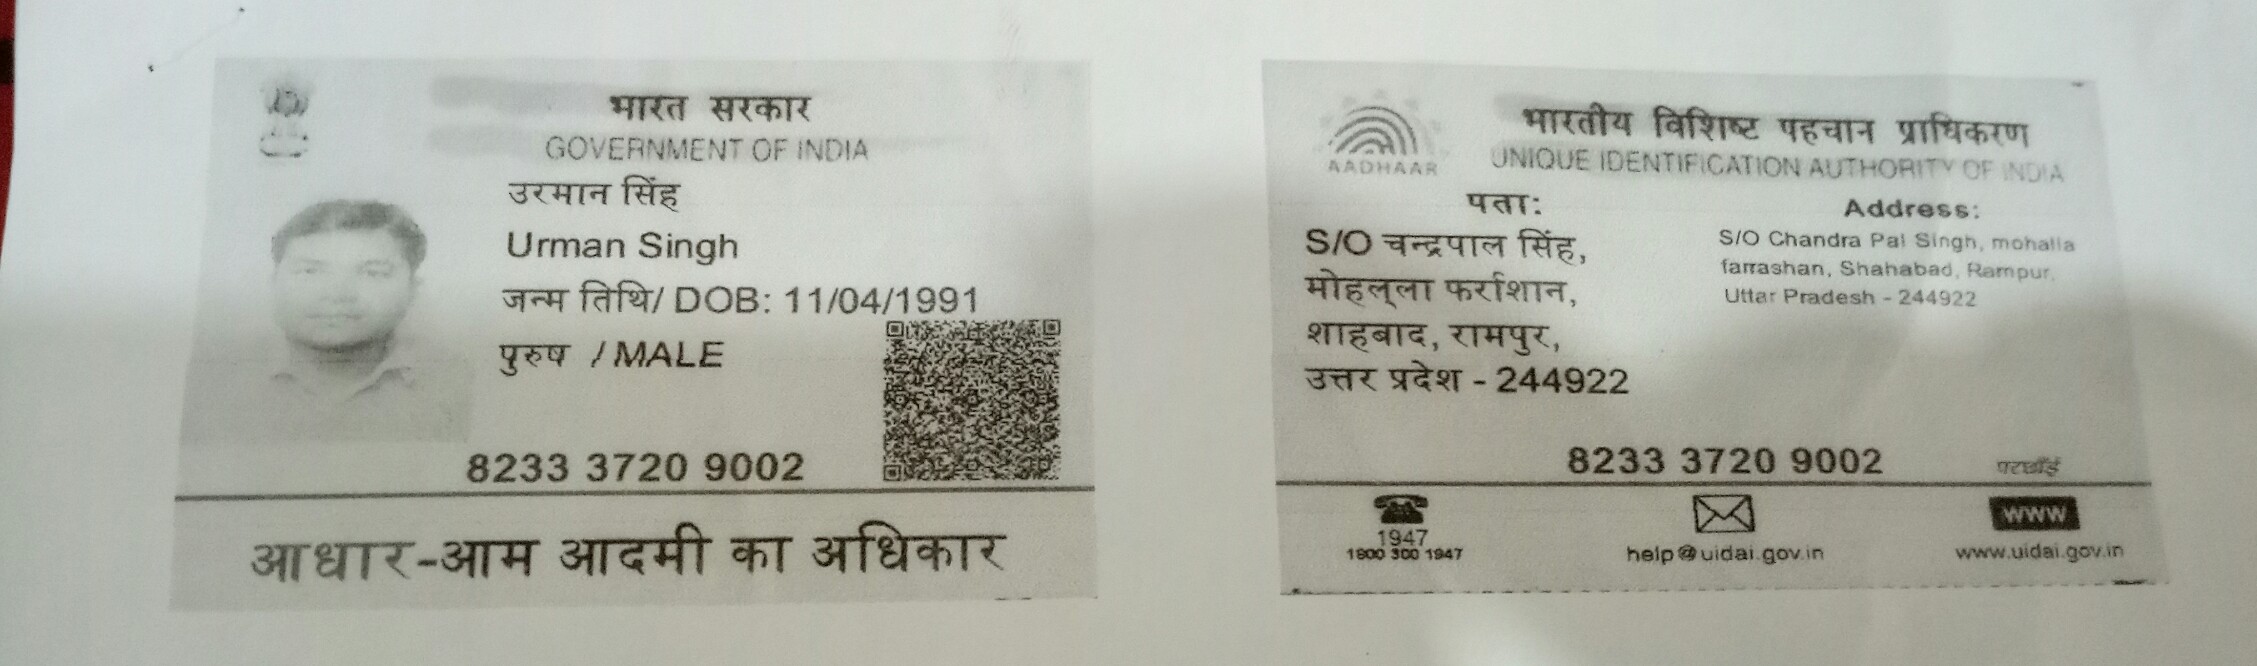 भारत सरकार
GOVERNMENT OF INDIA
उरमान सिंह
Urman Singh
जन्म तिथि/ DOB: 11/04/1991
पुरुष / MALE
8233 3720 9002
आधार-आम आदमी का अधिकार
भारतीय विशिष्ट पहचान प्राधिकरण
UNIQUE IDENTIFICATION AUTHORITY OF INDIA
AADHAAR
पता:
S/O चन्द्रपाल सिंह,
मोहल्ला फर्राशान,
शाहबाद, रामपुर,
उत्तर प्रदेश - 244922
Address:
S/O Chandra Pal Singh, mohalla
farrashan, Shahabad, Rampur,
Uttar Pradesh - 244922
8233 3720 9002
1947
1800 300 1947
help@uidai.gov.in
www
www.uidai.gov.in